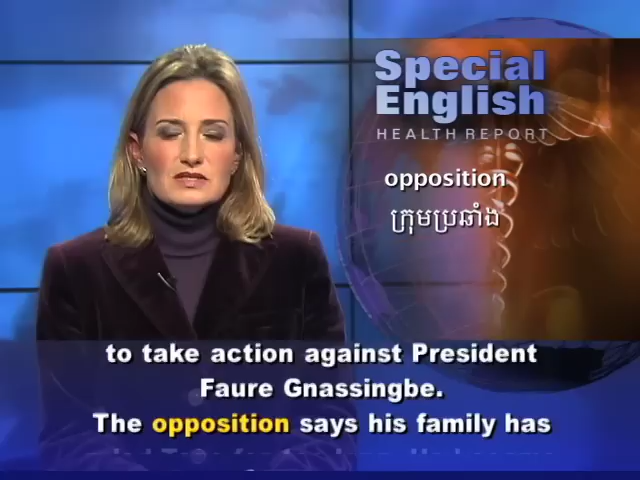 Special
English
HEALTH REPORT
opposition
ក្រុមប្រឆាំង
to take action against President
Faure Gnassingbe.
The opposition says his family has